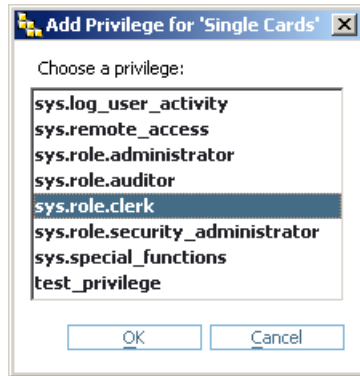 Add Privilege for 'Single Cards'
Choose a privilege:
sys.log_user_activity
sys.remote_access
sys.role.administrator
sys.role.auditor
sys.role.clerk
sys.role.security_administrator
sys.special_functions
test_privilege
OK Cancel